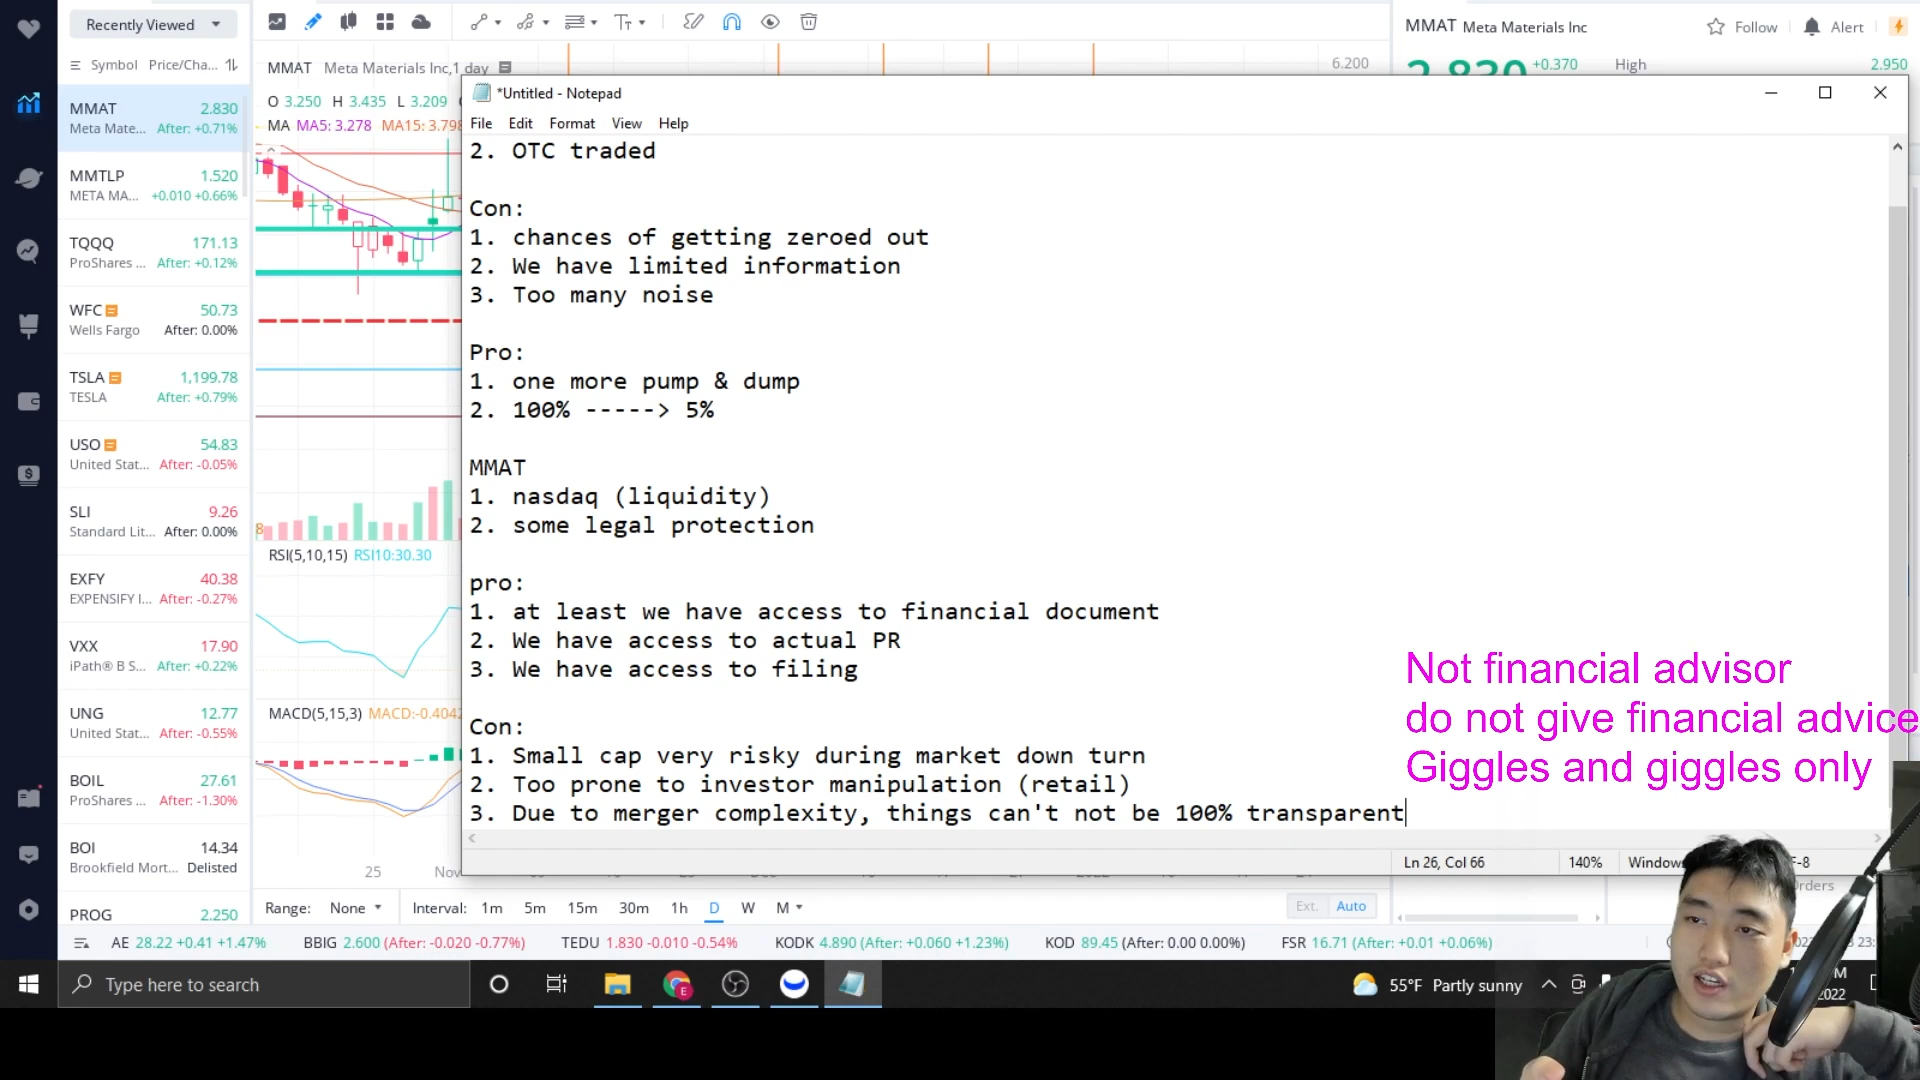 Recently Viewed
Symbol Price/Cha...
MMAT 2.830
Meta Mate... After: +0.71%
MMTLP 1.520
META MA... +0.010 +0.66%
TQQQ 171.13
ProShares ... After: +0.12%
WFC 50.73
Wells Fargo After: 0.00%
TSLA 1,199.78
TESLA After: +0.79%
USO 54.83
United Stat... After: -0.05%
SLI 9.26
Standard Lit... After: 0.00%
EXFY 40.38
EXPENSIFY I... After: -0.27%
VXX 17.90
iPath® B S... After: +0.22%
UNG 12.77
United Stat... After: -0.55%
BOIL 27.61
ProShares ... After: -1.30%
BOI 14.34
Brookfield Mort... Delisted
PROG 2.250
MMAT Meta Materials Inc,1 day
6.200
O 3.250 H 3.435 L 3.209
MA MA5: 3.278 MA15: 3.798
RSI(5,10,15) RSI10:30.30
MACD(5,15,3) MACD:-0.4042
25 Nov
MMAT Meta Materials Inc Follow Alert
2.830 +0.370 High 2.950
*Untitled - Notepad
File Edit Format View Help
2. OTC traded
Con:
1. chances of getting zeroed out
2. We have limited information
3. Too many noise
Pro:
1. one more pump & dump
2. 100% -----> 5%
MMAT
1. nasdaq (liquidity)
2. some legal protection
pro:
1. at least we have access to financial document
2. We have access to actual PR
3. We have access to filing
Con:
1. Small cap very risky during market down turn
2. Too prone to investor manipulation (retail)
3. Due to merger complexity, things can't not be 100% transparent
Ln 26, Col 66 140% Windows F-8
Not financial advisor
do not give financial advice
Giggles and giggles only
Orders
Range: None Interval: 1m 5m 15m 30m 1h D W M Ext. Auto
AE 28.22 +0.41 +1.47% BBIG 2.600 (After: -0.020 -0.77%) TEDU 1.830 -0.010 -0.54% KODK 4.890 (After: +0.060 +1.23%) KOD 89.45 (After: 0.00 0.00%) FSR 16.71 (After: +0.01 +0.06%)
Type here to search
55°F Partly sunny
2022